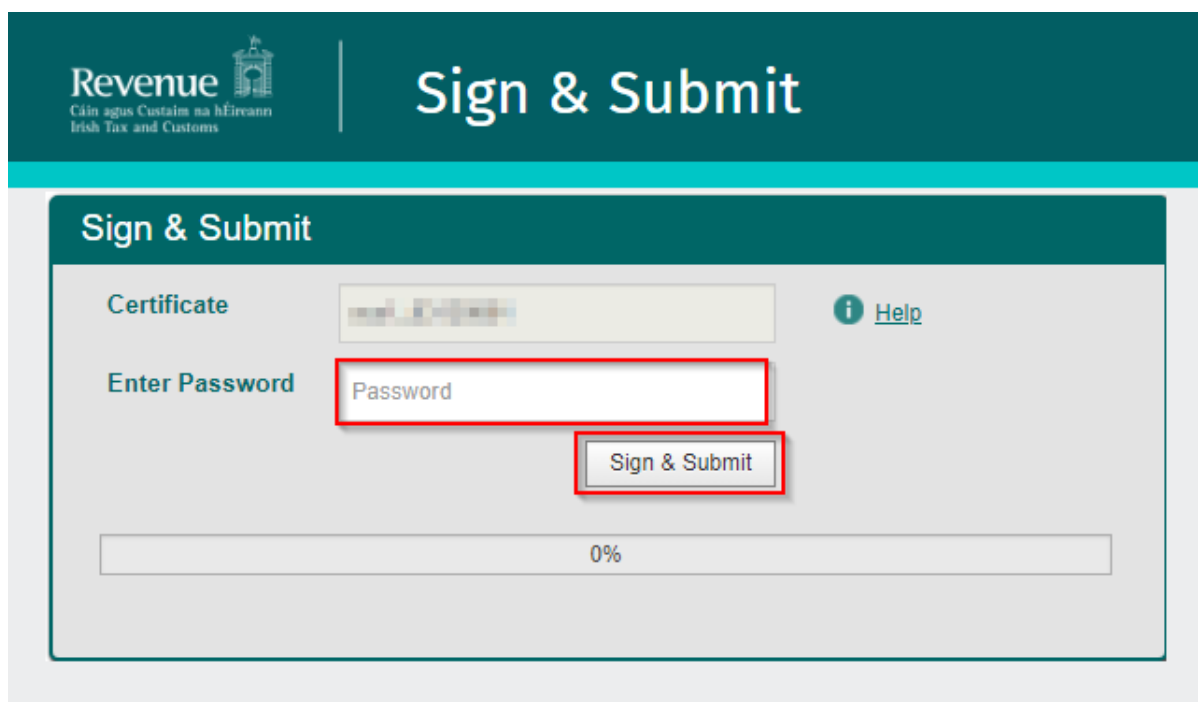 Revenue
Cáin agus Custaim na hÉireann
Irish Tax and Customs
Sign & Submit
Sign & Submit
Certificate
Help
Enter Password
Password
Sign & Submit
0%